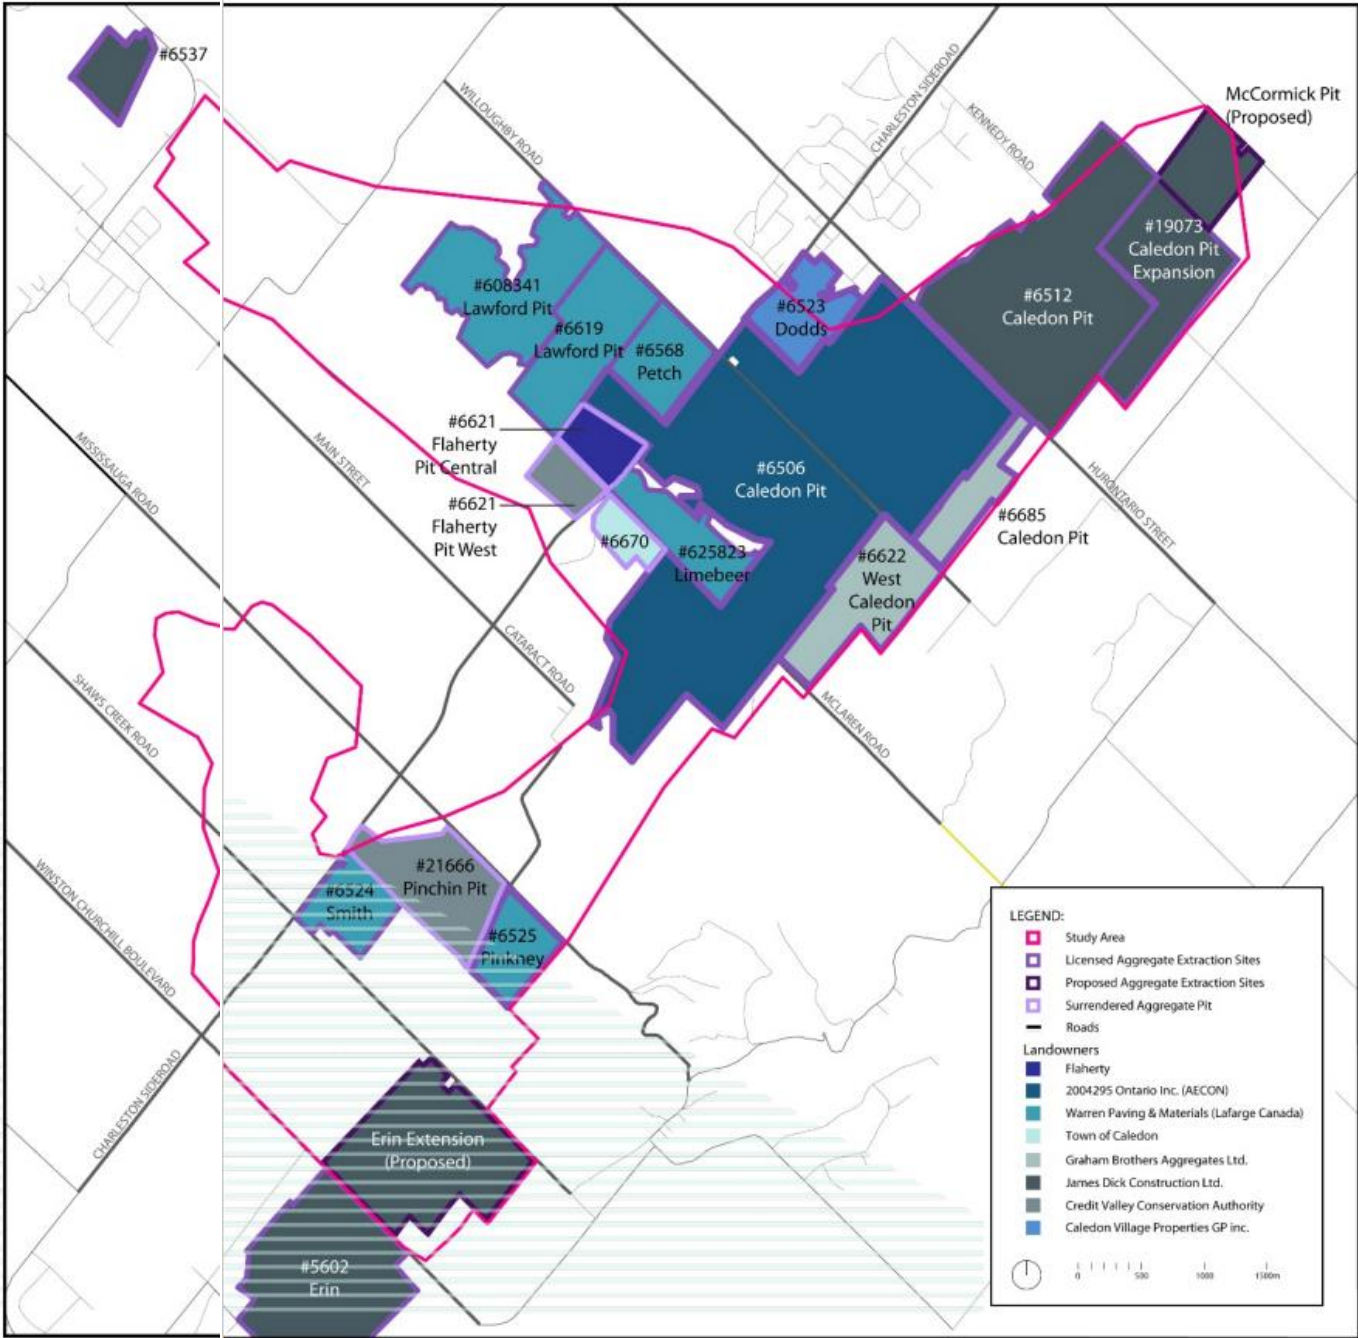 #6537
WILLOUGHBY ROAD
CHARLESTON SIDEROAD
KENNEDY ROAD
McCormick Pit
(Proposed)
#19073
Caledon Pit
Expansion
#608341
Lawford Pit
#6619
Lawford Pit
#6568
Petch
#6523
Dodds
#6512
Caledon Pit
#6621
Flaherty
Pit Central
#6621
Flaherty
Pit West
#6670
#625823
Limebeer
#6506
Caledon Pit
#6622
West
Caledon
Pit
#6685
Caledon Pit
HURONTARIO STREET
MISSISSAUGA ROAD
MAIN STREET
CATARACT ROAD
MCLAREN ROAD
SHAWS CREEK ROAD
WINSTON CHURCHILL BOULEVARD
CHARLESTON SIDEROAD
#6524
Smith
#21666
Pinchin Pit
#6525
Pinkney
Erin Extension
(Proposed)
#5602
Erin
LEGEND:
Study Area
Licensed Aggregate Extraction Sites
Proposed Aggregate Extraction Sites
Surrendered Aggregate Pit
Roads
Landowners
Flaherty
2004295 Ontario Inc. (AECON)
Warren Paving & Materials (Lafarge Canada)
Town of Caledon
Graham Brothers Aggregates Ltd.
James Dick Construction Ltd.
Credit Valley Conservation Authority
Caledon Village Properties GP inc.
0 500 1000 1500m